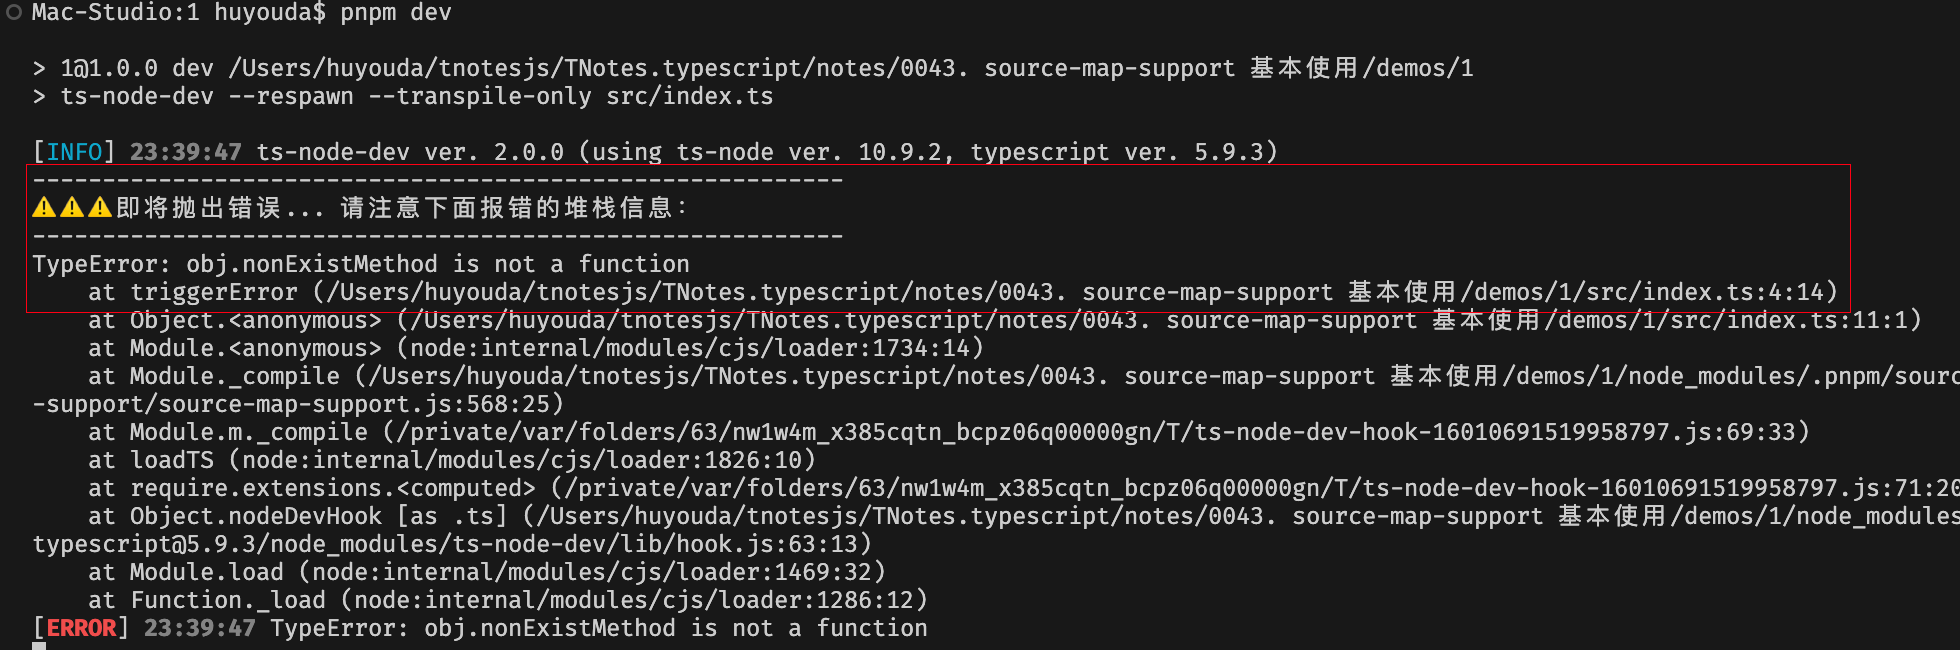 Mac-Studio:1 huyouda$ pnpm dev
> 1@1.0.0 dev /Users/huyouda/tnotesjs/TNotes.typescript/notes/0043. source-map-support 基本使用/demos/1
> ts-node-dev --respawn --transpile-only src/index.ts
[INFO] 23:39:47 ts-node-dev ver. 2.0.0 (using ts-node ver. 10.9.2, typescript ver. 5.9.3)
----------------------------------------------------------
⚠️⚠️⚠️即将抛出错误... 请注意下面报错的堆栈信息：
----------------------------------------------------------
TypeError: obj.nonExistMethod is not a function
    at triggerError (/Users/huyouda/tnotesjs/TNotes.typescript/notes/0043. source-map-support 基本使用/demos/1/src/index.ts:4:14)
    at Object.<anonymous> (/Users/huyouda/tnotesjs/TNotes.typescript/notes/0043. source-map-support 基本使用/demos/1/src/index.ts:11:1)
    at Module.<anonymous> (node:internal/modules/cjs/loader:1734:14)
    at Module._compile (/Users/huyouda/tnotesjs/TNotes.typescript/notes/0043. source-map-support 基本使用/demos/1/node_modules/.pnpm/sourc
-support/source-map-support.js:568:25)
    at Module.m._compile (/private/var/folders/63/nw1w4m_x385cqtn_bcpz06q00000gn/T/ts-node-dev-hook-16010691519958797.js:69:33)
    at loadTS (node:internal/modules/cjs/loader:1826:10)
    at require.extensions.<computed> (/private/var/folders/63/nw1w4m_x385cqtn_bcpz06q00000gn/T/ts-node-dev-hook-16010691519958797.js:71:20
    at Object.nodeDevHook [as .ts] (/Users/huyouda/tnotesjs/TNotes.typescript/notes/0043. source-map-support 基本使用/demos/1/node_modules
typescript@5.9.3/node_modules/ts-node-dev/lib/hook.js:63:13)
    at Module.load (node:internal/modules/cjs/loader:1469:32)
    at Function._load (node:internal/modules/cjs/loader:1286:12)
[ERROR] 23:39:47 TypeError: obj.nonExistMethod is not a function